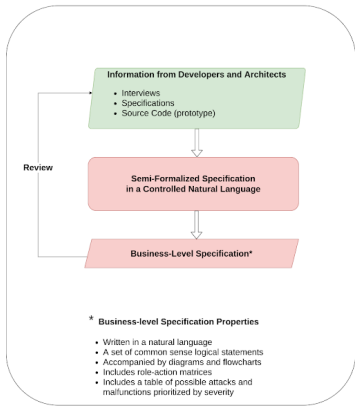 Information from Developers and Architects
• Interviews
• Specifications
• Source Code (prototype)
Review
Semi-Formalized Specification
in a Controlled Natural Language
Business-Level Specification*
* Business-level Specification Properties
• Written in a natural language
• A set of common sense logical statements
• Accompanied by diagrams and flowcharts
• Includes role-action matrices
• Includes a table of possible attacks and
malfunctions prioritized by severity